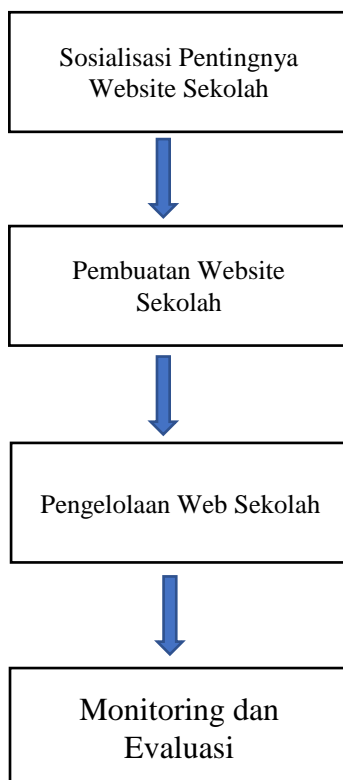 Sosialisasi Pentingnya
Website Sekolah
Pembuatan Website
Sekolah
Pengelolaan Web Sekolah
Monitoring dan
Evaluasi